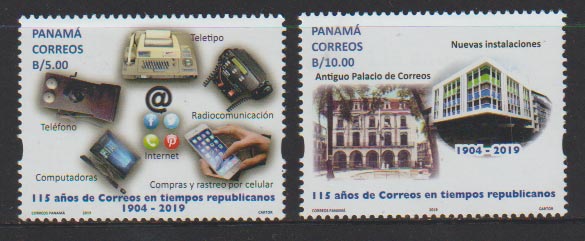 PANAMÁ
CORREOS
B/5.00
Teletipo
Radiocomunicación
Teléfono
@
Internet
Computadoras
Compras y rastreo por celular
115 años de Correos en tiempos republicanos
1904 - 2019
CORREOS PANAMÁ
2019
CARTOR
PANAMÁ
CORREOS
B/10.00
Nuevas instalaciones
Antiguo Palacio de Correos
1904 - 2019
115 años de Correos en tiempos republicanos
CORREOS PANAMÁ
2019
CARTOR